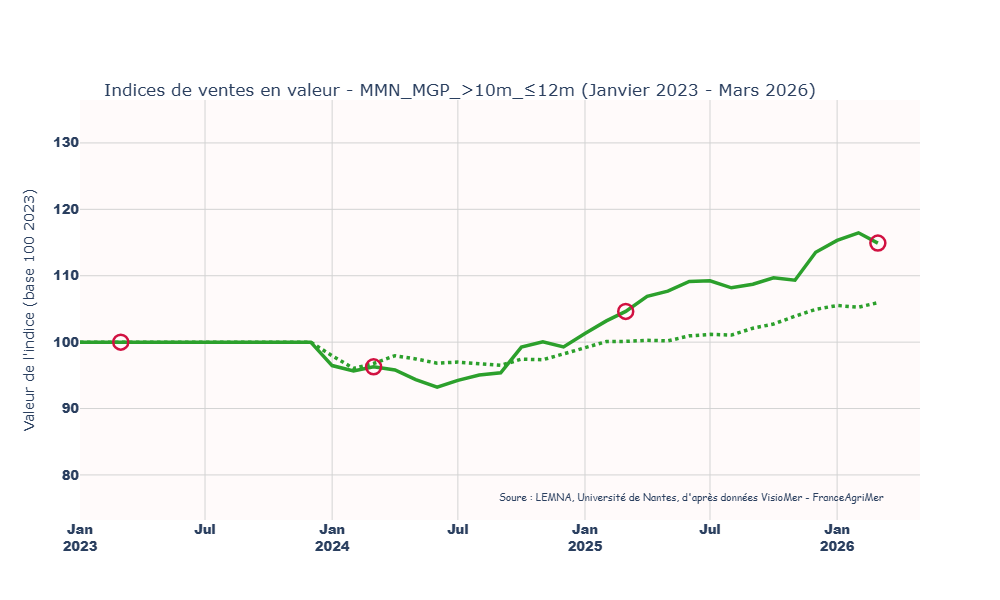 Indices de ventes en valeur - MMN_MGP_>10m_≤12m (Janvier 2023 - Mars 2026)
Valeur de l'indice (base 100 2023)
130
120
110
100
90
80
Soure : LEMNA, Université de Nantes, d'après données VisioMer - FranceAgriMer
Jan Jul Jan Jul Jan Jul Jan
2023 2024 2025 2026